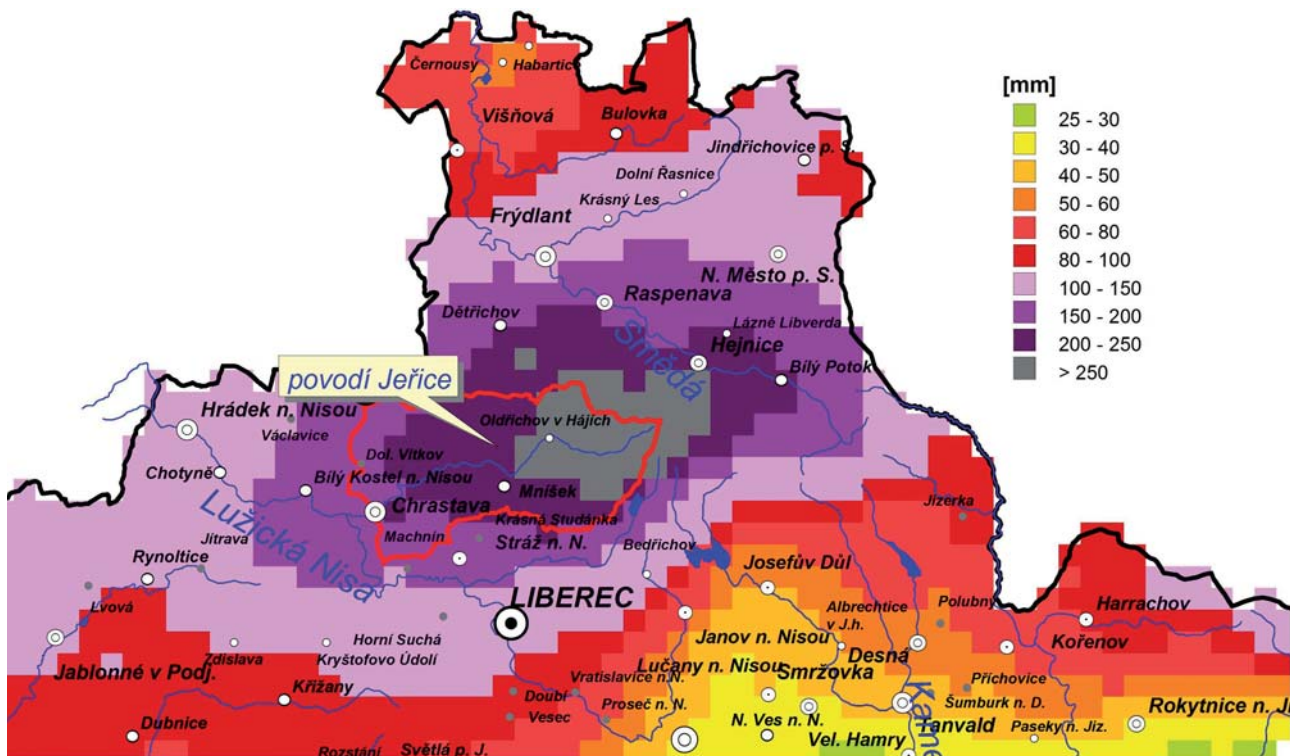 Černousy
Habartice
Višňová
Bulovka
Jindřichovice p. S.
Dolní Řasnice
Krásný Les
Frýdlant
N. Město p. S.
Raspenava
Dětřichov
Smědá
Lázně Libverda
Hejnice
Bílý Potok
povodí Jeřice
Hrádek n. Nisou
Oldřichov v Hájích
Václavice
Dol. Vítkov
Chotyně
Bílý Kostel n. Nisou
Mníšek
Chrastava
Krásná Studánka
Jítrava
Machnín
Stráž n. N.
Lužická Nisa
Rynoltice
Bedřichov
Jizerka
Josefův Důl
LIBEREC
Lvová
Albrechtice
v J.h.
Polubný
Harrachov
Janov n. Nisou
Kořenov
Horní Suchá
Zdislava
Kryštofovo Údolí
Lučany n. Nisou
Desná
Jablonné v Podj.
Smržovka
Křižany
Vratislavice n.N.
Příchovice
Doubí
Proseč n. N.
Šumburk n. D.
Rokytnice n. Ji
Dubnice
Vesec
N. Ves n. N.
Kame
anvald
Paseky n. Jiz.
Rozstání
Světlá p. J.
Vel. Hamry
[mm]
25 - 30
30 - 40
40 - 50
50 - 60
60 - 80
80 - 100
100 - 150
150 - 200
200 - 250
> 250